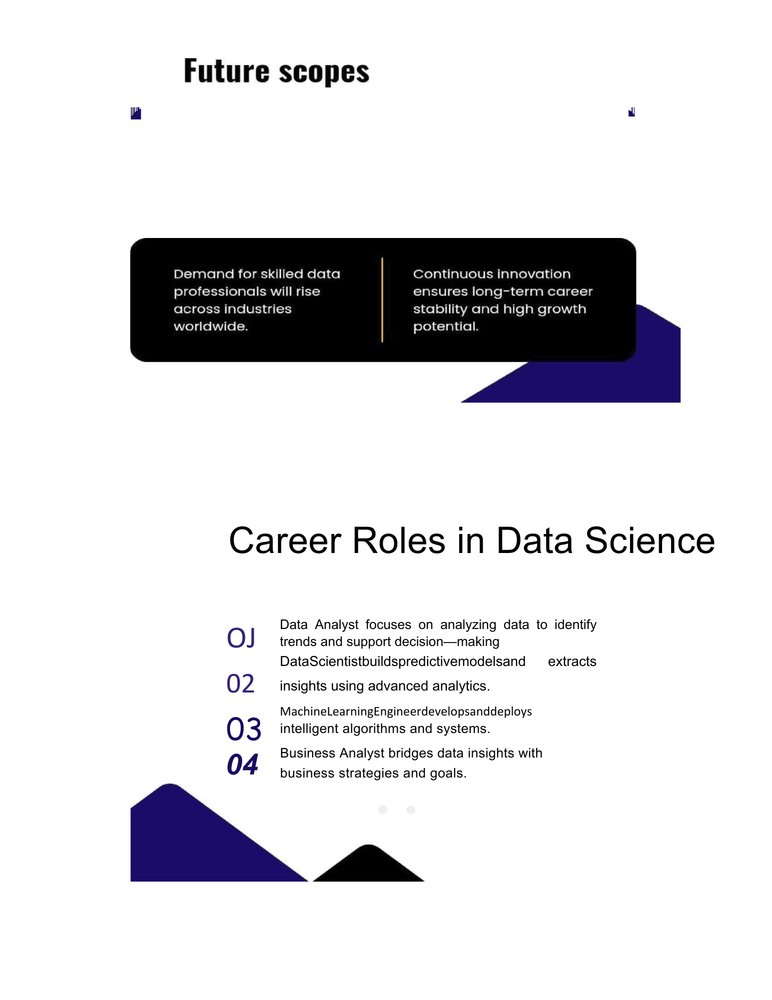 Future scopes
Demand for skilled data
professionals will rise
across industries
worldwide.
Continuous innovation
ensures long-term career
stability and high growth
potential.
Career Roles in Data Science
OJ
Data Analyst focuses on analyzing data to identify
trends and support decision—making
DataScientistbuildspredictivemodelsand extracts
02
insights using advanced analytics.
MachineLearningEngineerdevelopsanddeploys
03
intelligent algorithms and systems.
04
Business Analyst bridges data insights with
business strategies and goals.